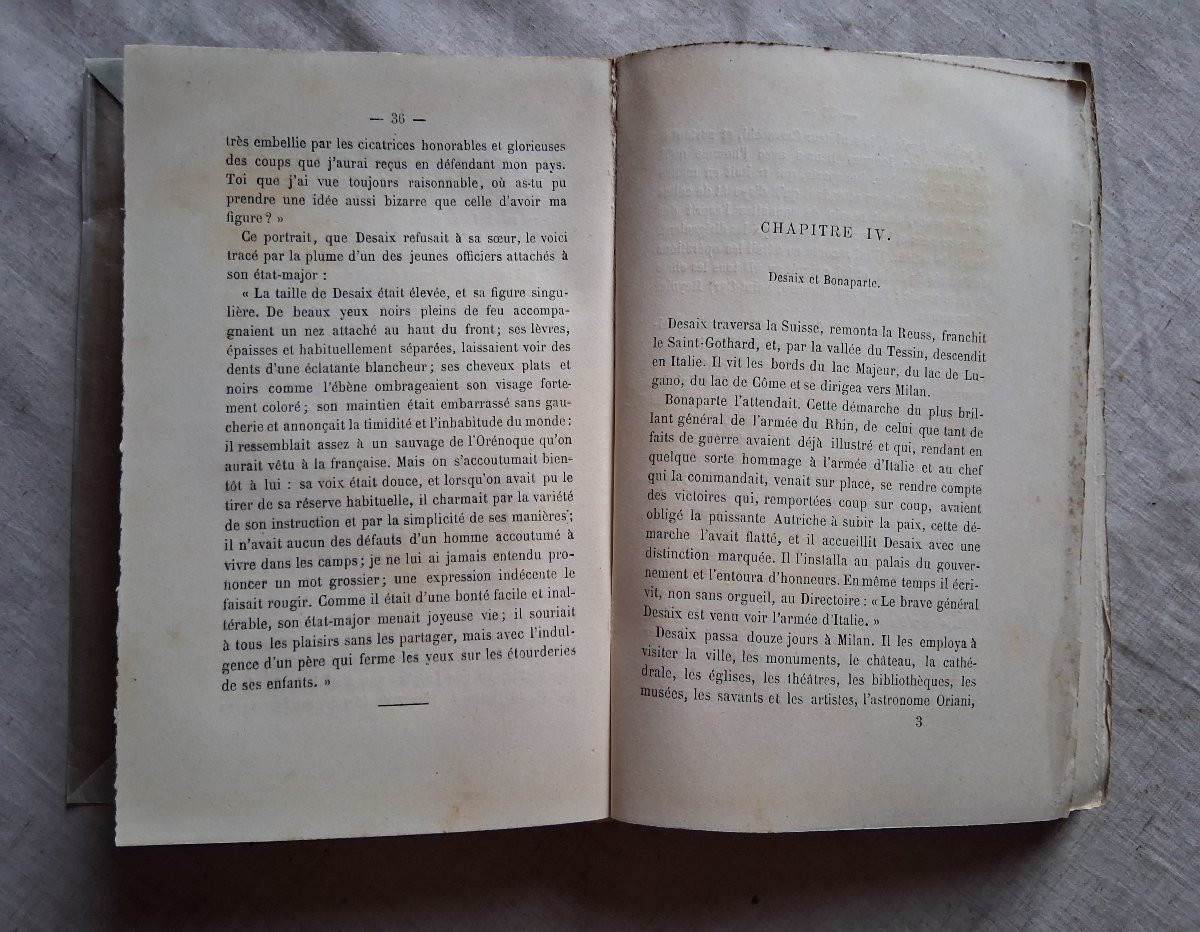 — 36 —
très embellie par les cicatrices honorables et glorieuses
des coups que j'aurai reçus en défendant mon pays.
Toi que j'ai vue toujours raisonnable, où as-tu pu
prendre une idée aussi bizarre que celle d'avoir ma
figure ? »
Ce portrait, que Desaix refusait à sa sœur, le voici
tracé par la plume d'un des jeunes officiers attachés à
son état-major :
« La taille de Desaix était élevée, et sa figure singu-
lière. De beaux yeux noirs pleins de feu accompa-
gnaient un nez attaché au haut du front ; ses lèvres,
épaisses et habituellement séparées, laissaient voir des
dents d'une éclatante blancheur ; ses cheveux plats et
noirs comme l'ébène ombrageaient son visage forte-
ment coloré ; son maintien était embarrassé sans gau-
cherie et annonçait la timidité et l'inhabitude du monde :
il ressemblait assez à un sauvage de l'Orénoque qu'on
aurait vêtu à la française. Mais on s'accoutumait bien-
tôt à lui : sa voix était douce, et lorsqu'on avait pu le
tirer de sa réserve habituelle, il charmait par la variété
de son instruction et par la simplicité de ses manières ;
il n'avait aucun des défauts d'un homme accoutumé à
vivre dans les camps ; je ne lui ai jamais entendu pro-
noncer un mot grossier ; une expression indécente le
faisait rougir. Comme il était d'une bonté facile et inal-
térable, son état-major menait joyeuse vie ; il souriait
à tous les plaisirs sans les partager, mais avec l'indul-
gence d'un père qui ferme les yeux sur les étourderies
de ses enfants. »
CHAPITRE IV.
Desaix et Bonaparte.
Desaix traversa la Suisse, remonta la Reuss, franchit
le Saint-Gothard, et, par la vallée du Tessin, descendit
en Italie. Il vit les bords du lac Majeur, du lac de Lu-
gano, du lac de Côme et se dirigea vers Milan.
Bonaparte l'attendait. Cette démarche du plus bril-
lant général de l'armée du Rhin, de celui que tant de
faits de guerre avaient déjà illustré et qui, rendant en
quelque sorte hommage à l'armée d'Italie et au chef
qui la commandait, venait sur place, se rendre compte
des victoires qui, remportées coup sur coup, avaient
obligé la puissante Autriche à subir la paix, cette dé-
marche l'avait flatté, et il accueillit Desaix avec une
distinction marquée. Il l'installa au palais du gouver-
nement et l'entoura d'honneurs. En même temps il écri-
vit, non sans orgueil, au Directoire : « Le brave général
Desaix est venu voir l'armée d'Italie. »
Desaix passa douze jours à Milan. Il les employa à
visiter la ville, les monuments, le château, la cathé-
drale, les églises, les théâtres, les bibliothèques, les
musées, les savants et les artistes, l'astronome Oriani,
3